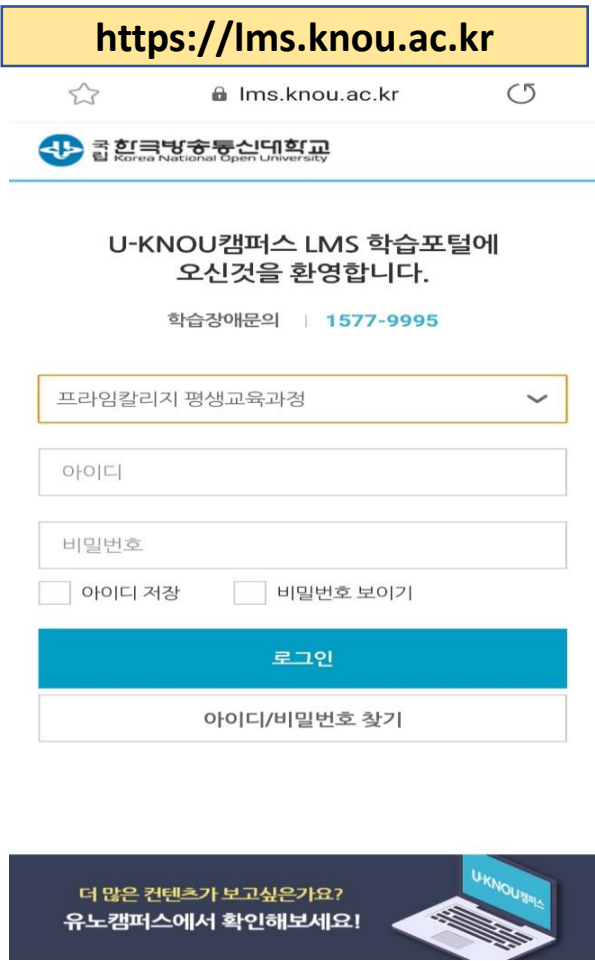 https://lms.knou.ac.kr
lms.knou.ac.kr
국립 한국방송통신대학교
Korea National Open University
U-KNOU캠퍼스 LMS 학습포털에
오신것을 환영합니다.
학습장애문의 | 1577-9995
프라임칼리지 평생교육과정
아이디
비밀번호
아이디 저장 비밀번호 보이기
로그인
아이디/비밀번호 찾기
더 많은 컨텐츠가 보고싶은가요?
유노캠퍼스에서 확인해보세요!
U-KNOU캠퍼스